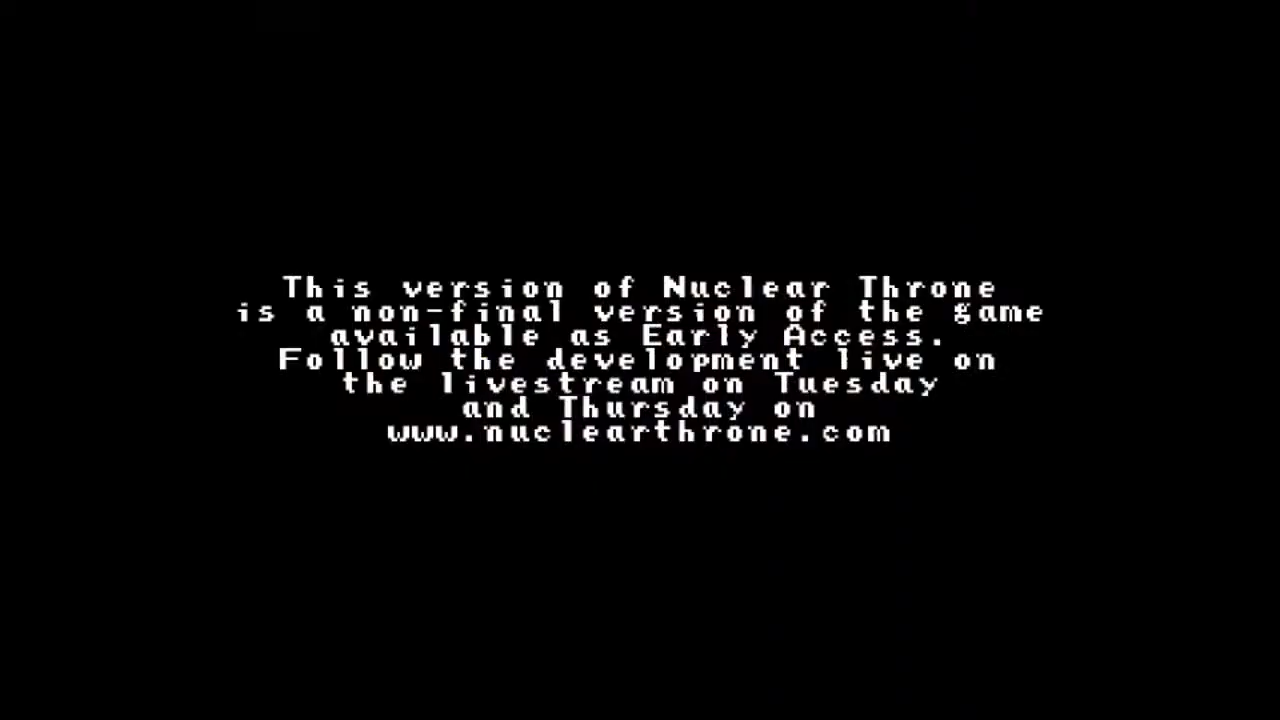 This version of Nuclear Throne
is a non-final version of the game
available as Early Access.
Follow the development live on
the livestream on Tuesday
and Thursday on
www.nuclearthrone.com